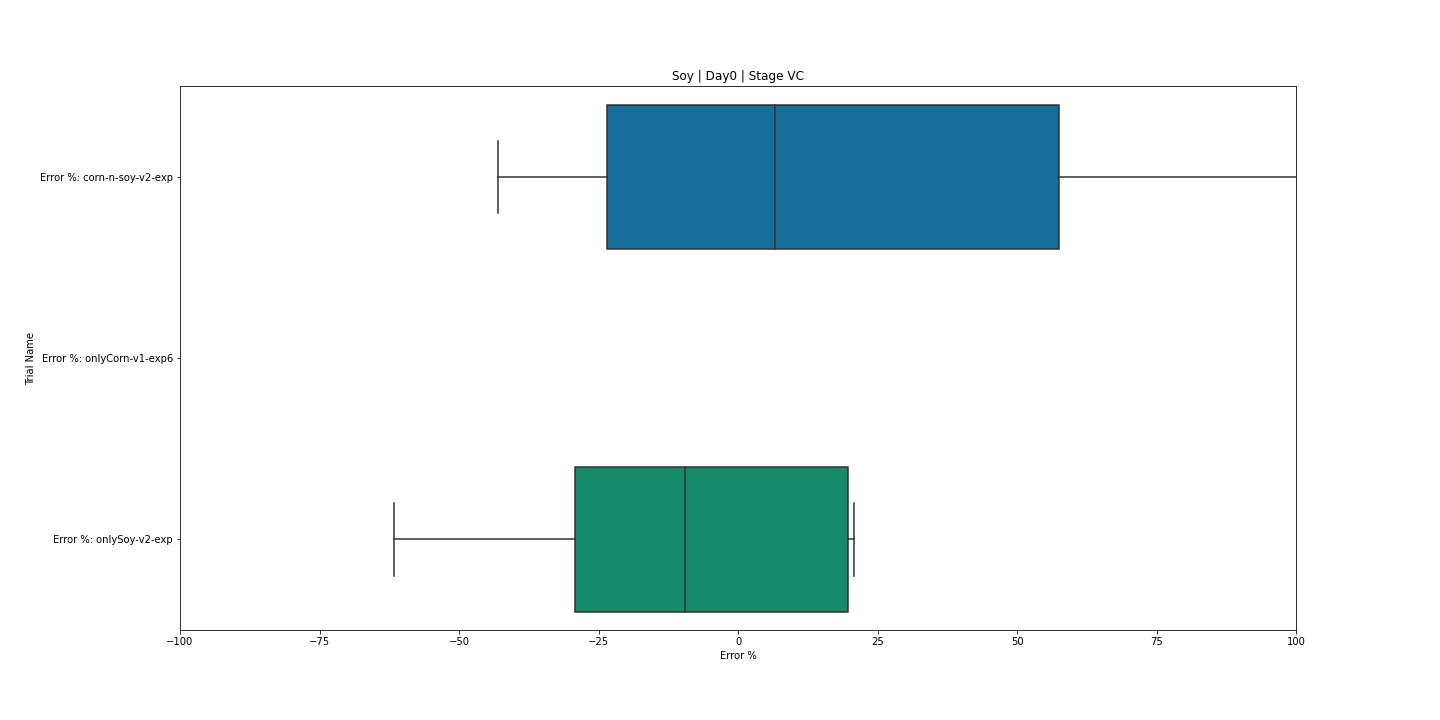 Soy | Day0 | Stage VC
Error %: corn-n-soy-v2-exp
Error %: onlyCorn-v1-exp6
Error %: onlySoy-v2-exp
Trial Name
−100 −75 −50 −25 0 25 50 75 100
Error %